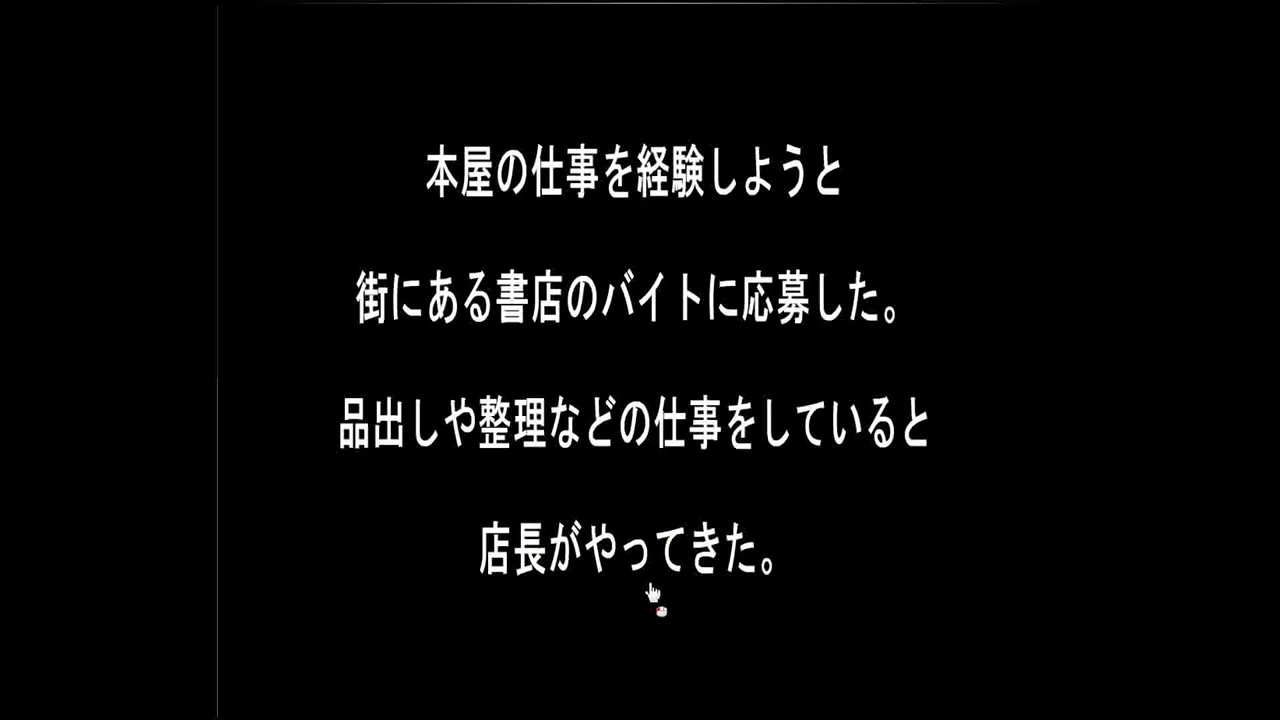 本屋の仕事を経験しようと
街にある書店のバイトに応募した。
品出しや整理などの仕事をしていると
店長がやってきた。